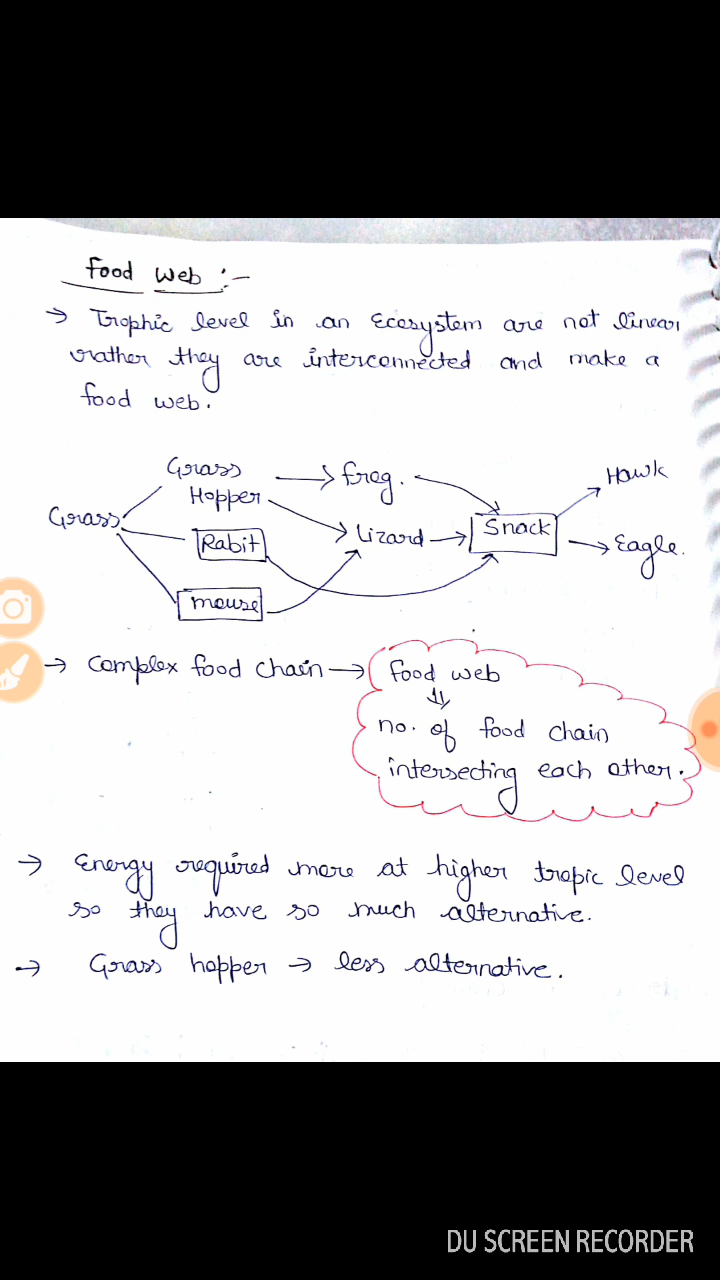 Food Web :-
→ Trophic level in an Ecosystem are not linear
rather they are interconnected and make a
food web.
Grass
Grass
Hopper
Rabit
mouse
→ Frog.
→ Lizard →
Snack
Hawk
→ Eagle.
→ Complex food chain → food web
⇓
no. of food chain
intersecting each other.
→ Energy required more at higher tropic level
so they have so much alternative.
→ Grass hopper → less alternative.
DU SCREEN RECORDER